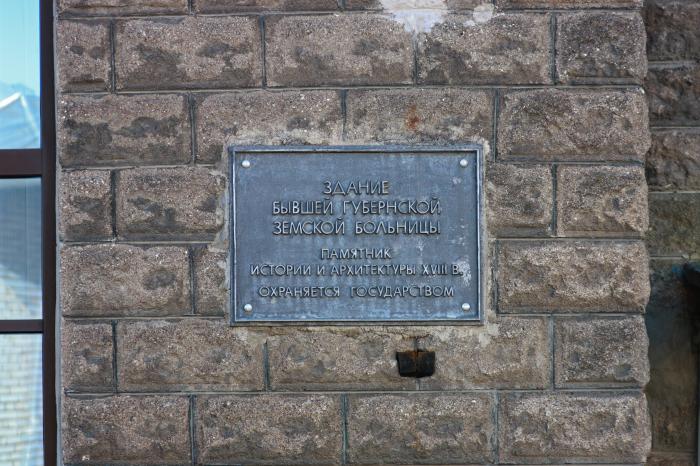 ЗДАНИЕ
БЫВШЕЙ ГУБЕРНСКОЙ
ЗЕМСКОЙ БОЛЬНИЦЫ
ПАМЯТНИК
ИСТОРИИ И АРХИТЕКТУРЫ XVIII В.
ОХРАНЯЕТСЯ ГОСУДАРСТВОМ